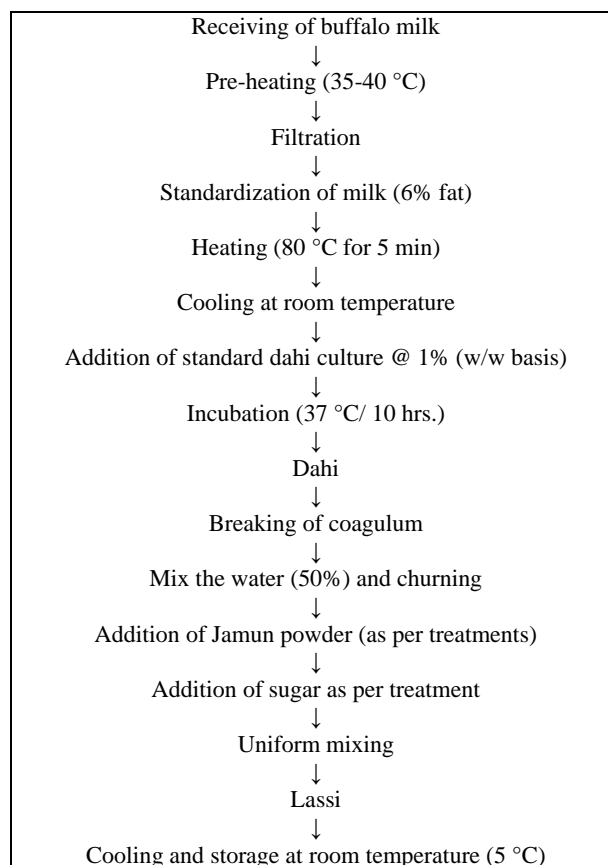 Receiving of buffalo milk
↓
Pre-heating (35-40 °C)
↓
Filtration
↓
Standardization of milk (6% fat)
↓
Heating (80 °C for 5 min)
↓
Cooling at room temperature
↓
Addition of standard dahi culture @ 1% (w/w basis)
↓
Incubation (37 °C/ 10 hrs.)
↓
Dahi
↓
Breaking of coagulum
↓
Mix the water (50%) and churning
↓
Addition of Jamun powder (as per treatments)
↓
Addition of sugar as per treatment
↓
Uniform mixing
↓
Lassi
↓
Cooling and storage at room temperature (5 °C)